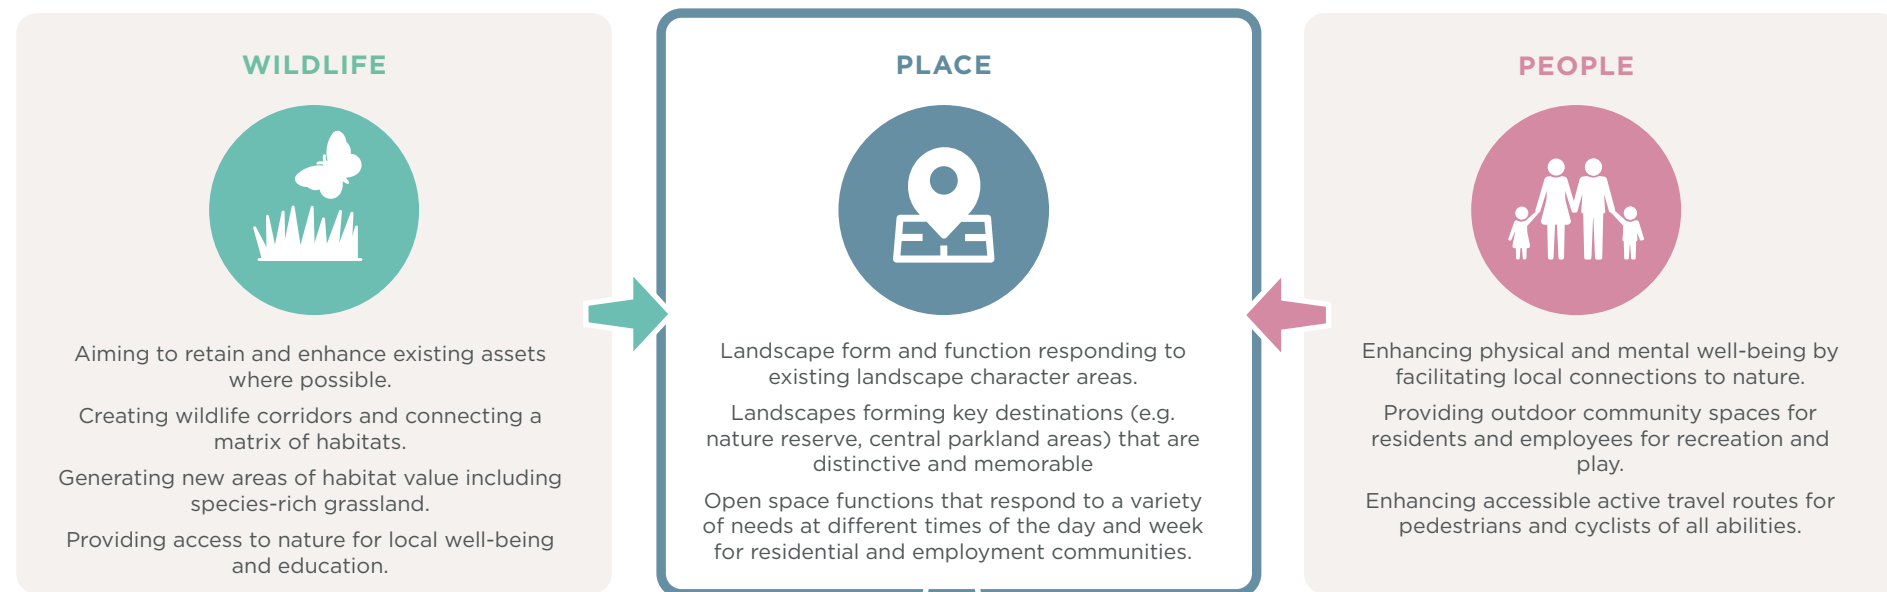 WILDLIFE
Aiming to retain and enhance existing assets
where possible.
Creating wildlife corridors and connecting a
matrix of habitats.
Generating new areas of habitat value including
species-rich grassland.
Providing access to nature for local well-being
and education.
PLACE
Landscape form and function responding to
existing landscape character areas.
Landscapes forming key destinations (e.g.
nature reserve, central parkland areas) that are
distinctive and memorable
Open space functions that respond to a variety
of needs at different times of the day and week
for residential and employment communities.
PEOPLE
Enhancing physical and mental well-being by
facilitating local connections to nature.
Providing outdoor community spaces for
residents and employees for recreation and
play.
Enhancing accessible active travel routes for
pedestrians and cyclists of all abilities.